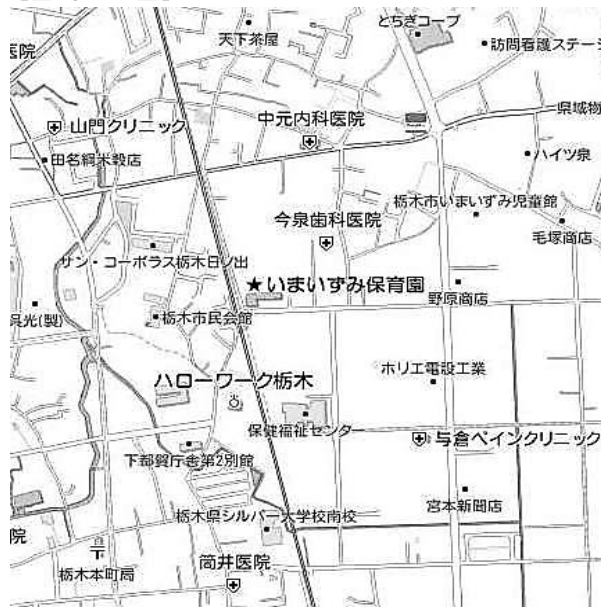 とちぎコープ
天下茶屋
訪問看護ステーシ
医院
県域物
山門クリニック
中元内科医院
田名綱米穀店
ハイツ泉
栃木市いまいずみ児童館
今泉歯科医院
毛塚商店
サン・コーポラス栃木日ノ出
★いまいずみ保育園
野原商店
光(製)
栃木市民会館
ハローワーク栃木
ホリエ電設工業
保健福祉センター
与倉ペインクリニック
下都賀庁舎第2別館
宮本新聞店
栃木県シルバー大学校南校
院
筒井医院
栃木本町局